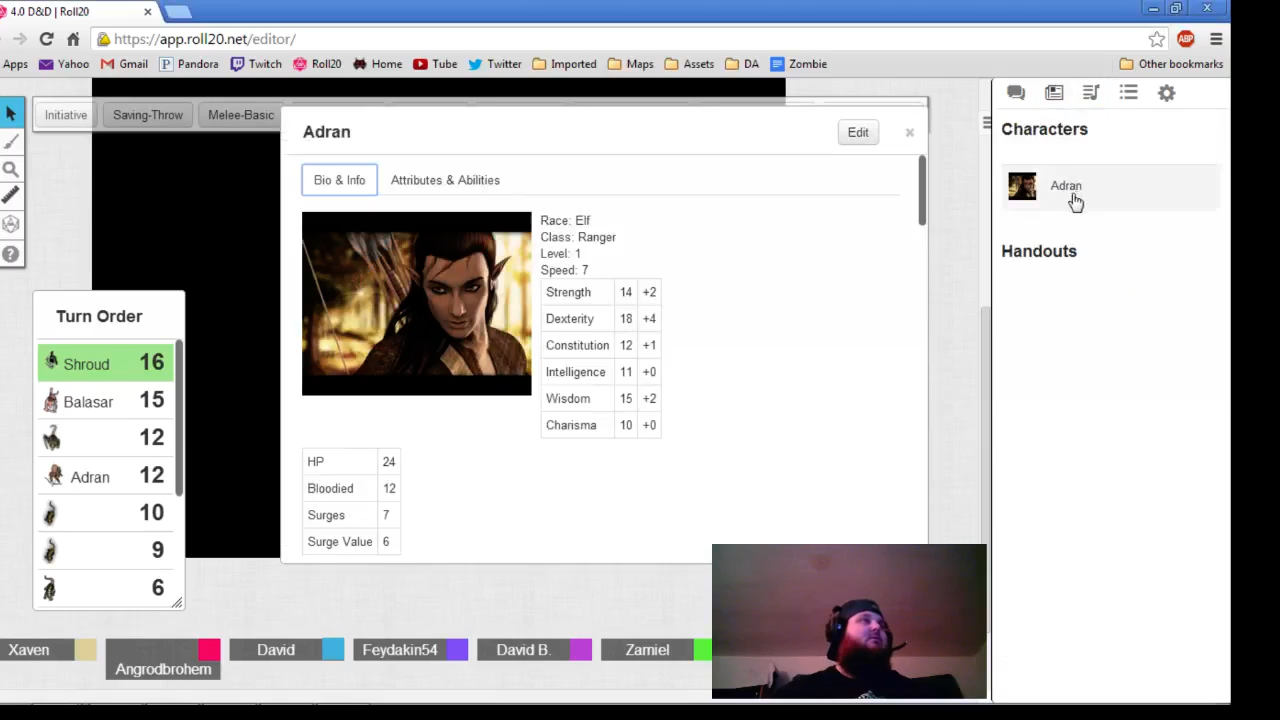 4.0 D&D | Roll20
https://app.roll20.net/editor/
ABP
Apps Yahoo Gmail Pandora Twitch Roll20 Home Tube Twitter Imported Maps Assets DA Zombie Other bookmarks
Initiative Saving-Throw Melee-Basic
Adran Edit
Bio & Info Attributes & Abilities
Race: Elf
Class: Ranger
Level: 1
Speed: 7
Strength 14 +2
Dexterity 18 +4
Constitution 12 +1
Intelligence 11 +0
Wisdom 15 +2
Charisma 10 +0
HP 24
Bloodied 12
Surges 7
Surge Value 6
Turn Order
Shroud 16
Balasar 15
12
Adran 12
10
9
6
Characters
Adran
Handouts
Xaven
Angrodbrohem
David
Feydakin54
David B.
Zamiel